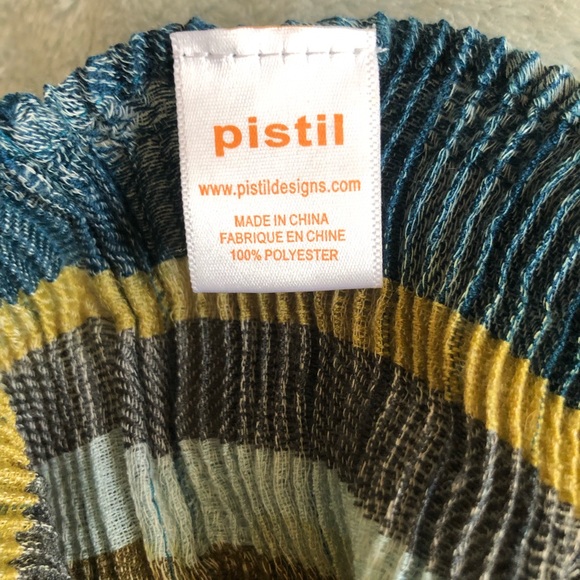 pistil
www.pistildesigns.com
MADE IN CHINA
FABRIQUE EN CHINE
100% POLYESTER